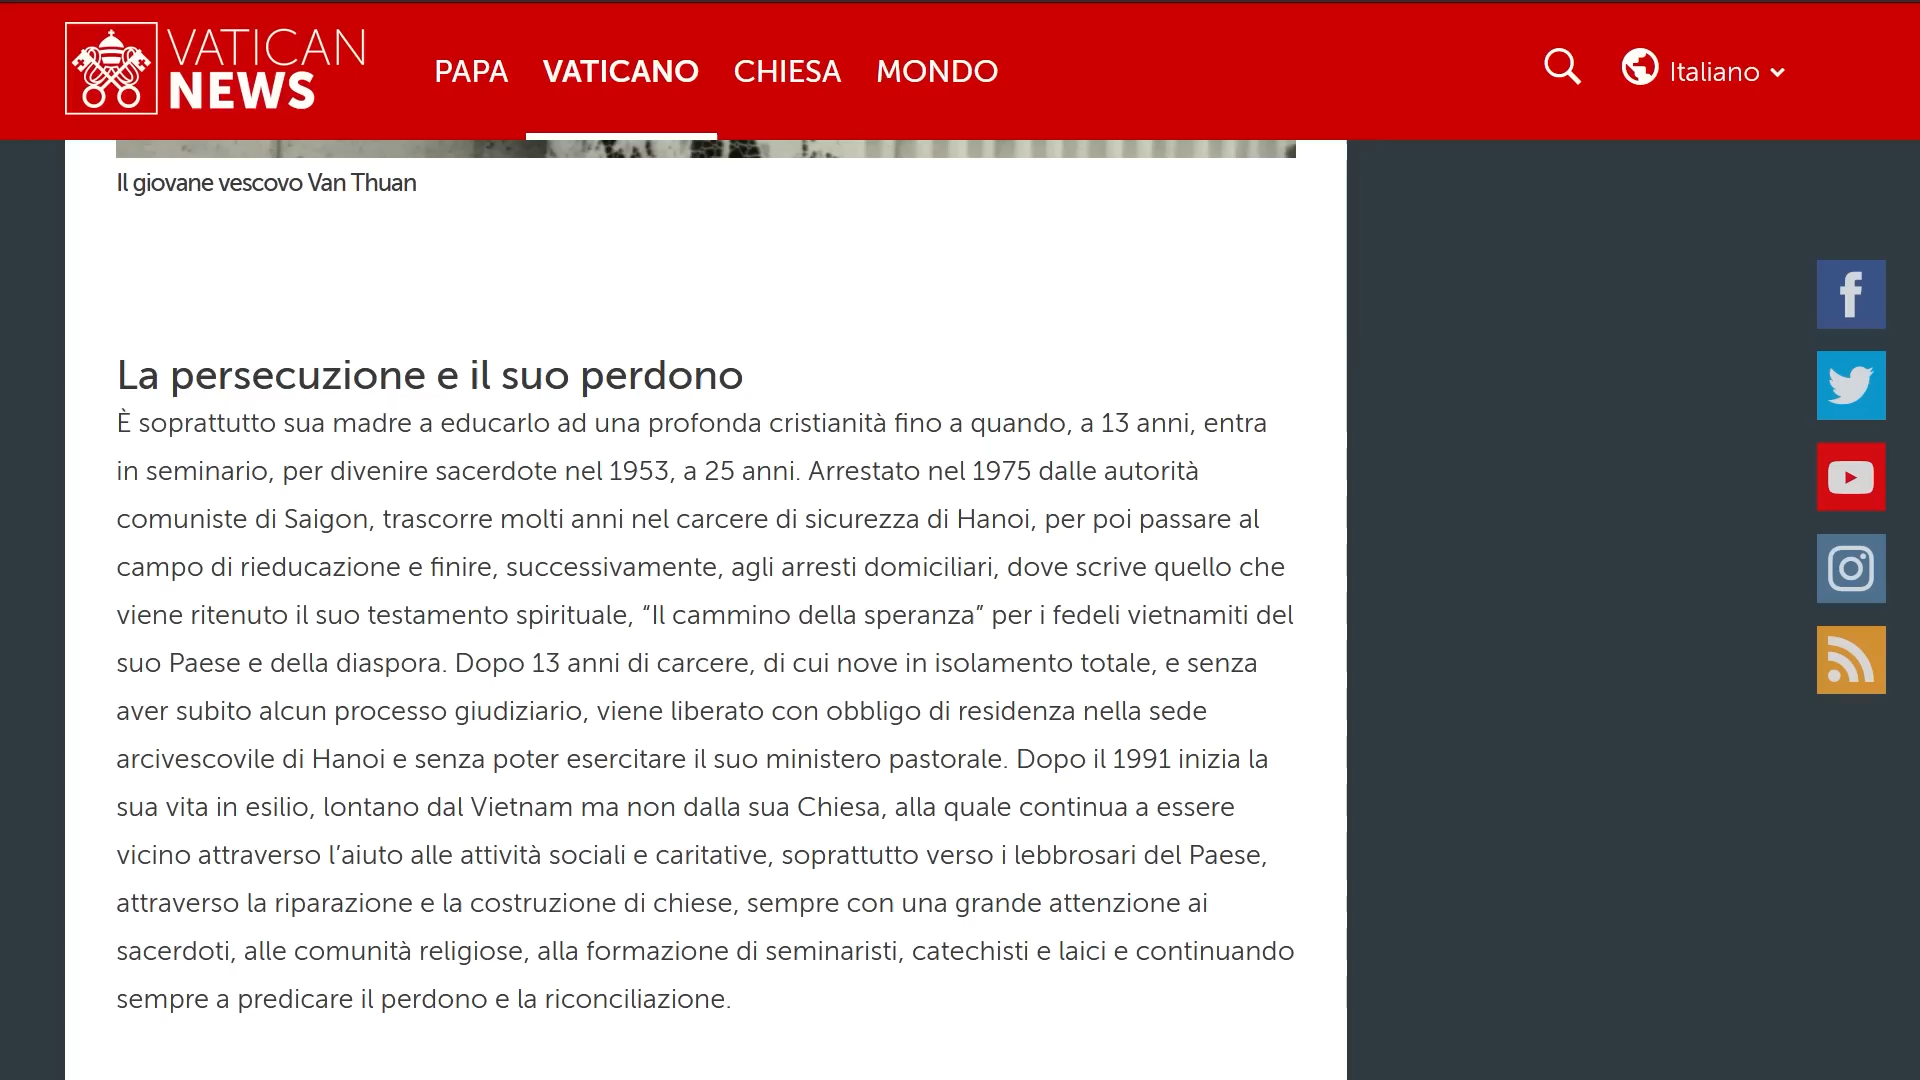 VATICAN
NEWS
PAPA VATICANO CHIESA MONDO
Italiano
Il giovane vescovo Van Thuan
La persecuzione e il suo perdono
È soprattutto sua madre a educarlo ad una profonda cristianità fino a quando, a 13 anni, entra
in seminario, per divenire sacerdote nel 1953, a 25 anni. Arrestato nel 1975 dalle autorità
comuniste di Saigon, trascorre molti anni nel carcere di sicurezza di Hanoi, per poi passare al
campo di rieducazione e finire, successivamente, agli arresti domiciliari, dove scrive quello che
viene ritenuto il suo testamento spirituale, “Il cammino della speranza” per i fedeli vietnamiti del
suo Paese e della diaspora. Dopo 13 anni di carcere, di cui nove in isolamento totale, e senza
aver subito alcun processo giudiziario, viene liberato con obbligo di residenza nella sede
arcivescovile di Hanoi e senza poter esercitare il suo ministero pastorale. Dopo il 1991 inizia la
sua vita in esilio, lontano dal Vietnam ma non dalla sua Chiesa, alla quale continua a essere
vicino attraverso l’aiuto alle attività sociali e caritative, soprattutto verso i lebbrosari del Paese,
attraverso la riparazione e la costruzione di chiese, sempre con una grande attenzione ai
sacerdoti, alle comunità religiose, alla formazione di seminaristi, catechisti e laici e continuando
sempre a predicare il perdono e la riconciliazione.